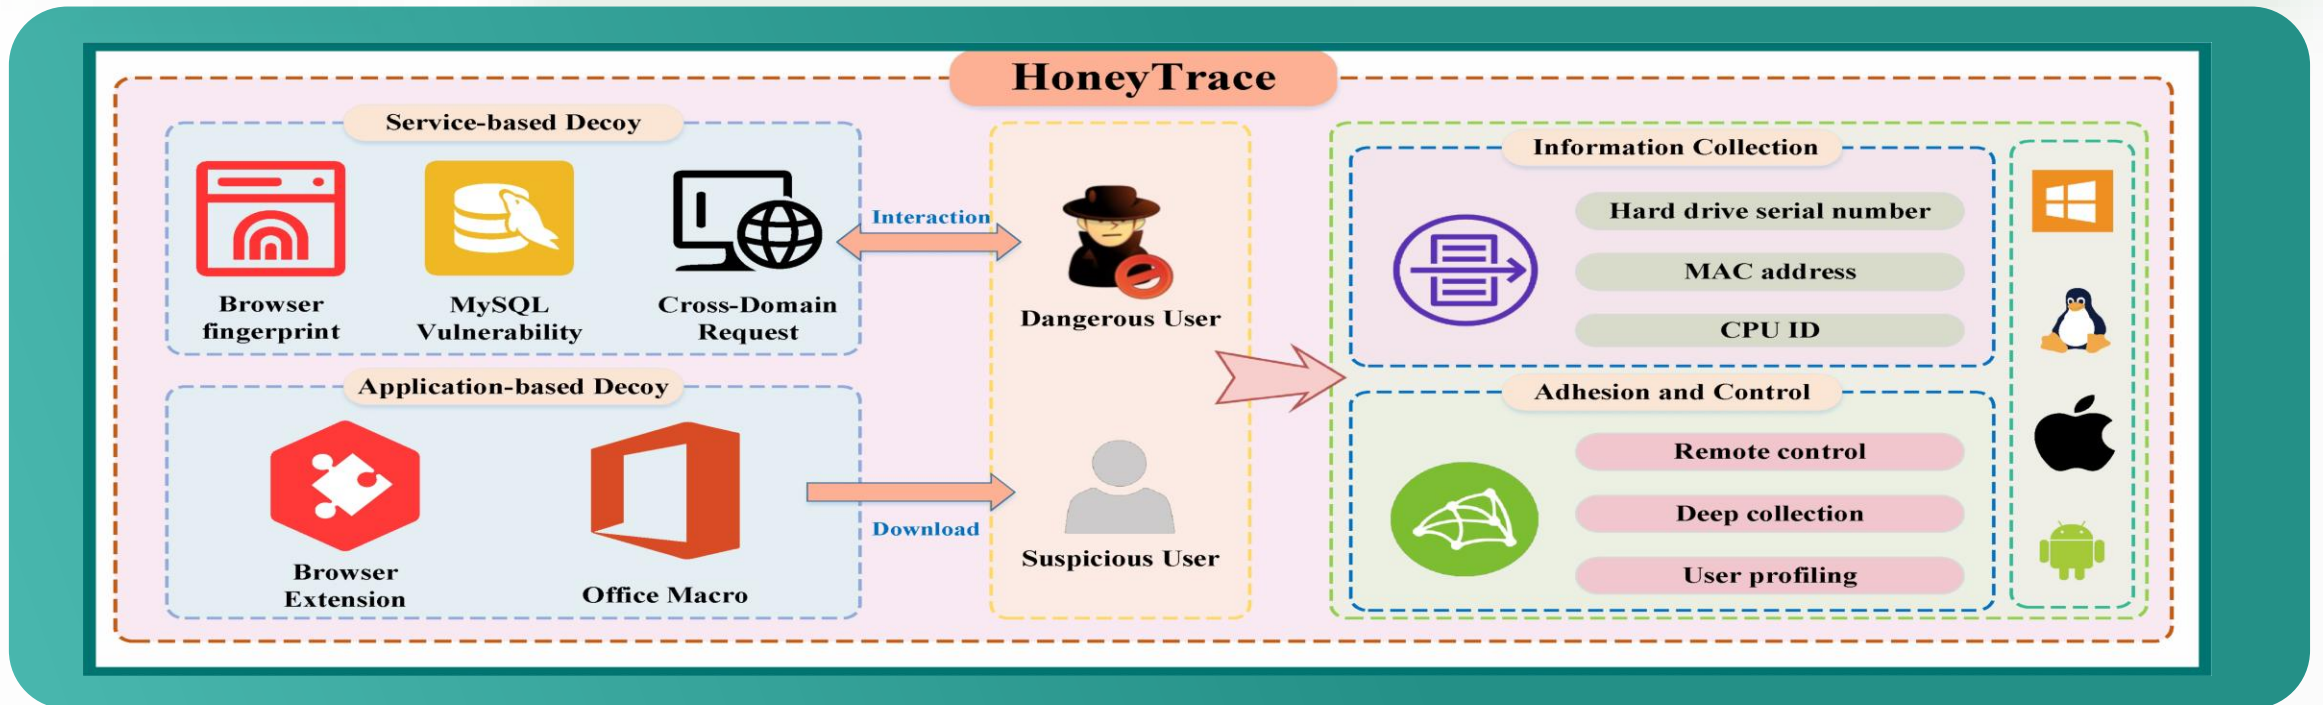 HoneyTrace
Service-based Decoy
Browser
fingerprint
MySQL
Vulnerability
Cross-Domain
Request
Application-based Decoy
Browser
Extension
Office Macro
Interaction
Download
Dangerous User
Suspicious User
Information Collection
Hard drive serial number
MAC address
CPU ID
Adhesion and Control
Remote control
Deep collection
User profiling